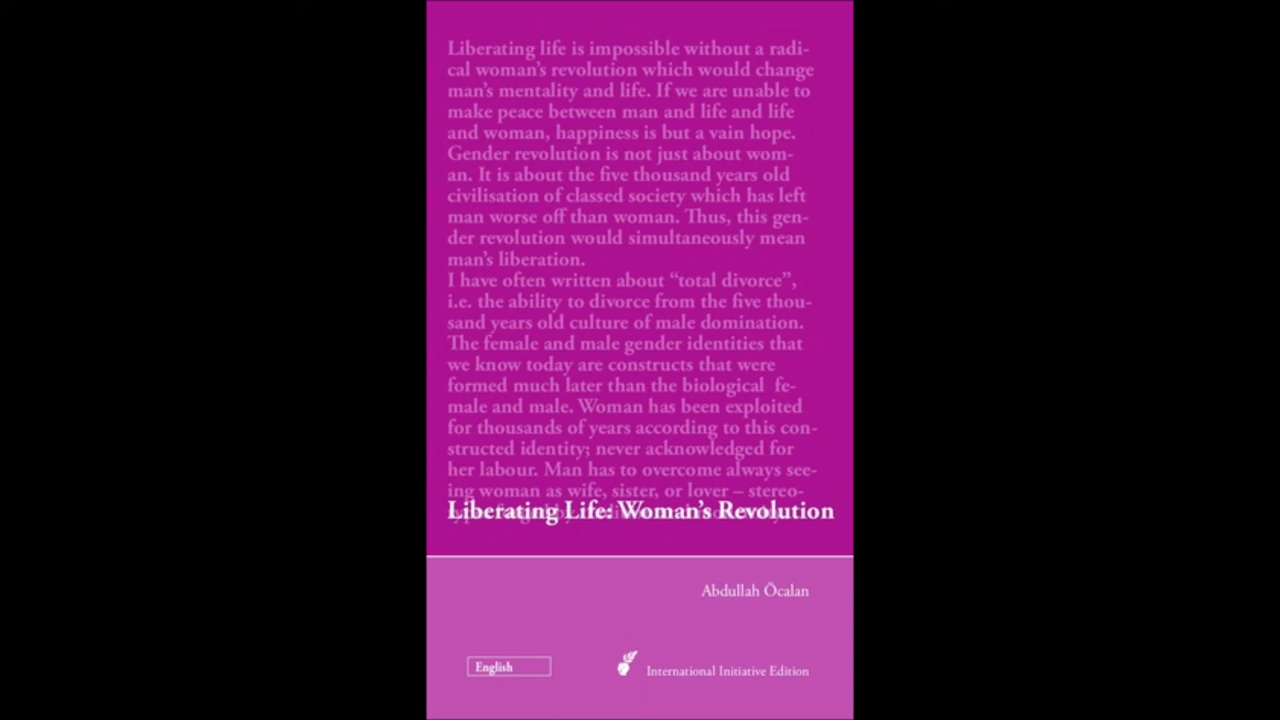 Liberating life is impossible without a radi-
cal woman's revolution which would change
man's mentality and life. If we are unable to
make peace between man and life and life
and woman, happiness is but a vain hope.
Gender revolution is not just about wom-
an. It is about the five thousand years old
civilisation of classed society which has left
man worse off than woman. Thus, this gen-
der revolution would simultaneously mean
man's liberation.
I have often written about “total divorce”,
i.e. the ability to divorce from the five thou-
sand years old culture of male domination.
The female and male gender identities that
we know today are constructs that were
formed much later than the biological fe-
male and male. Woman has been exploited
for thousands of years according to this con-
structed identity; never acknowledged for
her labour. Man has to overcome always see-
ing woman as wife, sister, or lover – stereo-
Liberating Life: Woman's Revolution
Abdullah Öcalan
English
International Initiative Edition